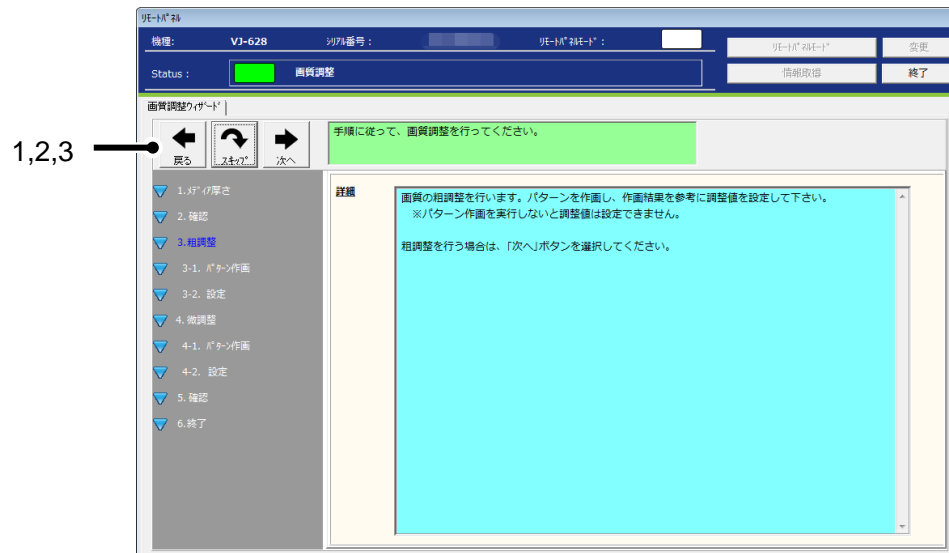 ﾘﾓｰﾄﾊﾟﾈﾙ
機種: VJ-628 ｼﾘｱﾙ番号： ﾘﾓｰﾄﾊﾟﾈﾙﾓｰﾄﾞ： ﾘﾓｰﾄﾊﾟﾈﾙﾓｰﾄﾞ 変更
Status： 画質調整 情報取得 終了
画質調整ｳｨｻﾞｰﾄﾞ
1,2,3 戻る ｽｷｯﾌﾟ 次へ 手順に従って、画質調整を行ってください。
1.ﾒﾃﾞｨｱ厚さ
2. 確認
3.粗調整
3-1. ﾊﾟﾀｰﾝ作画
3-2. 設定
4. 微調整
4-1. ﾊﾟﾀｰﾝ作画
4-2. 設定
5. 確認
6.終了
詳細
画質の粗調整を行います。パターンを作画し、作画結果を参考に調整値を設定して下さい。
※パターン作画を実行しないと調整値は設定できません。
粗調整を行う場合は、「次へ」ボタンを選択してください。